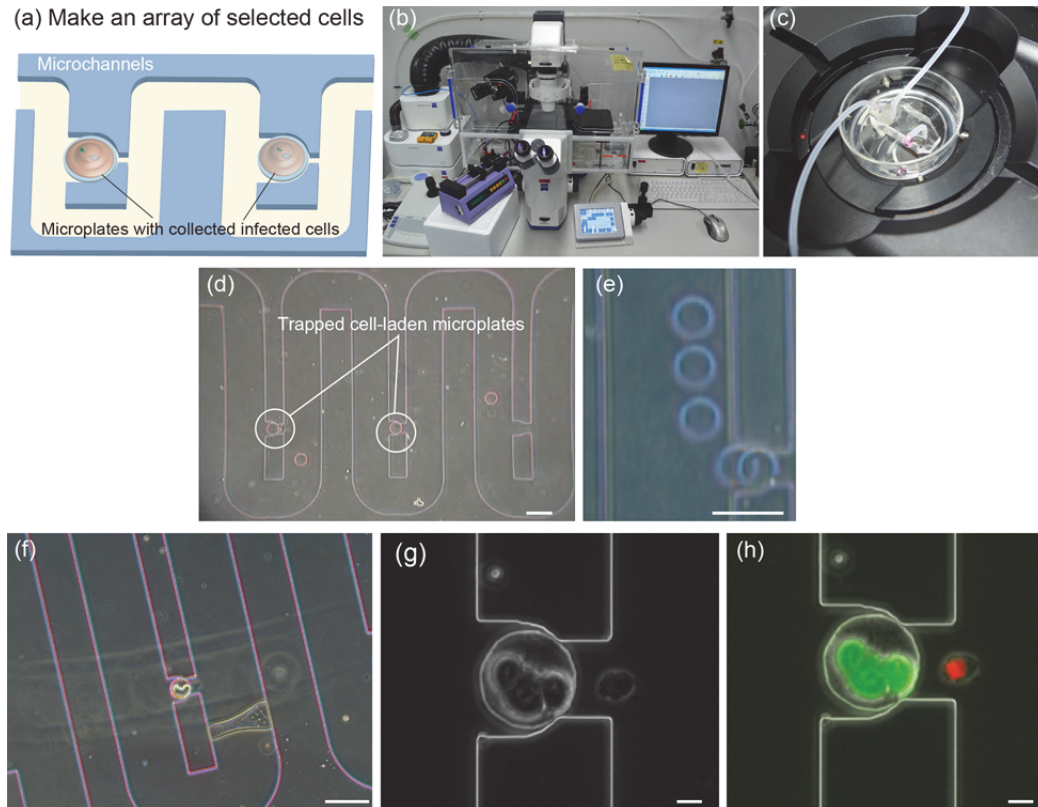 (a) Make an array of selected cells
Microchannels
Microplates with collected infected cells
(b)
(c)
(d)
Trapped cell-laden microplates
(e)
(f)
(g)
(h)